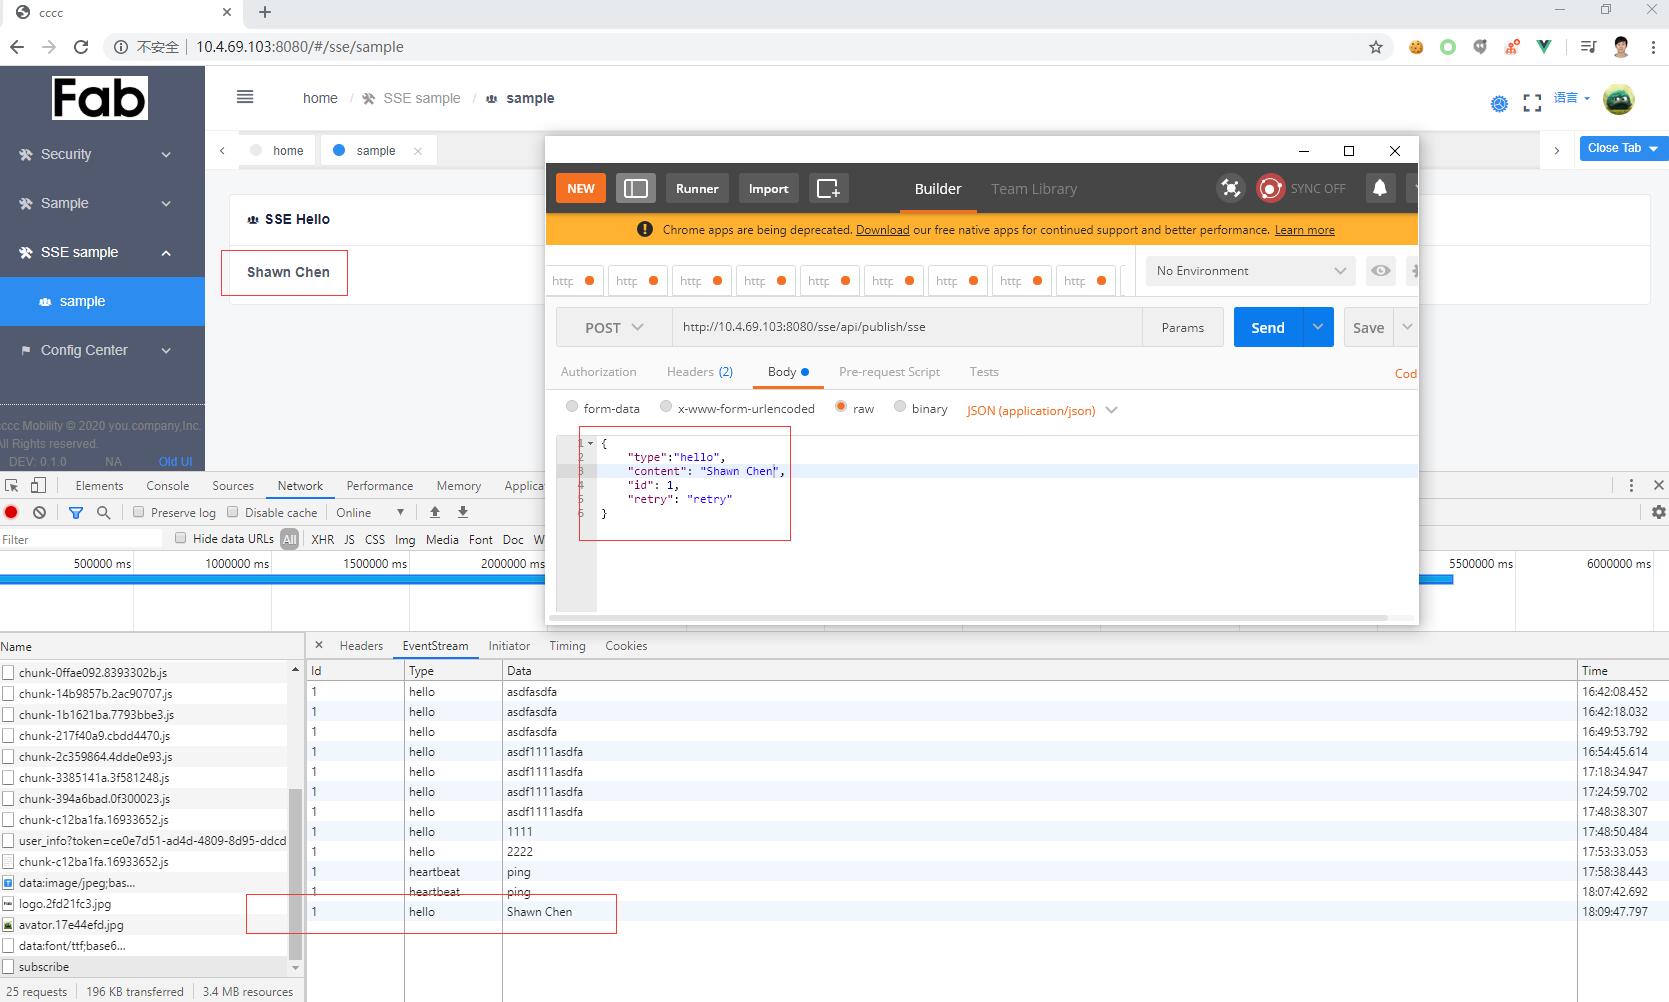 cccc
不安全 10.4.69.103:8080/#/sse/sample
Fab
Security
Sample
SSE sample
sample
Config Center
cccc Mobility © 2020 you.company,Inc.
All Rights reserved.
DEV: 0.1.0 NA Old UI
home / SSE sample / sample
语言
home
sample
Close Tab
SSE Hello
Shawn Chen
NEW Runner Import Builder Team Library SYNC OFF
Chrome apps are being deprecated. Download our free native apps for continued support and better performance. Learn more
http http http http http http http http http
No Environment
POST http://10.4.69.103:8080/sse/api/publish/sse Params Send Save
Authorization Headers (2) Body Pre-request Script Tests Cod
form-data x-www-form-urlencoded raw binary JSON (application/json)
1 {
2 "type":"hello",
3 "content": "Shawn Chen",
4 "id": 1,
5 "retry": "retry"
6 }
Elements Console Sources Network Performance Memory Applica
Preserve log Disable cache Online
Filter Hide data URLs All XHR JS CSS Img Media Font Doc W
500000 ms 1000000 ms 1500000 ms 2000000 ms 5500000 ms 6000000 ms
Name
chunk-0ffae092.8393302b.js
chunk-14b9857b.2ac90707.js
chunk-1b1621ba.7793bbe3.js
chunk-217f40a9.cbdd4470.js
chunk-2c359864.4dde0e93.js
chunk-3385141a.3f581248.js
chunk-394a6bad.0f300023.js
chunk-c12ba1fa.16933652.js
user_info?token=ce0e7d51-ad4d-4809-8d95-ddcd
chunk-c12ba1fa.16933652.js
data:image/jpeg;bas...
logo.2fd21fc3.jpg
avator.17e44efd.jpg
data:font/ttf;base6...
subscribe
25 requests 196 KB transferred 3.4 MB resources
Headers EventStream Initiator Timing Cookies
Id Type Data Time
1 hello asdfasdfa 16:42:08.452
1 hello asdfasdfa 16:42:18.032
1 hello asdfasdfa 16:49:53.792
1 hello asdf1111asdfa 16:54:45.614
1 hello asdf1111asdfa 17:18:34.947
1 hello asdf1111asdfa 17:24:59.702
1 hello asdf1111asdfa 17:48:38.307
1 hello 1111 17:48:50.484
1 hello 2222 17:53:33.053
1 heartbeat ping 17:58:38.443
1 heartbeat ping 18:07:42.692
1 hello Shawn Chen 18:09:47.797